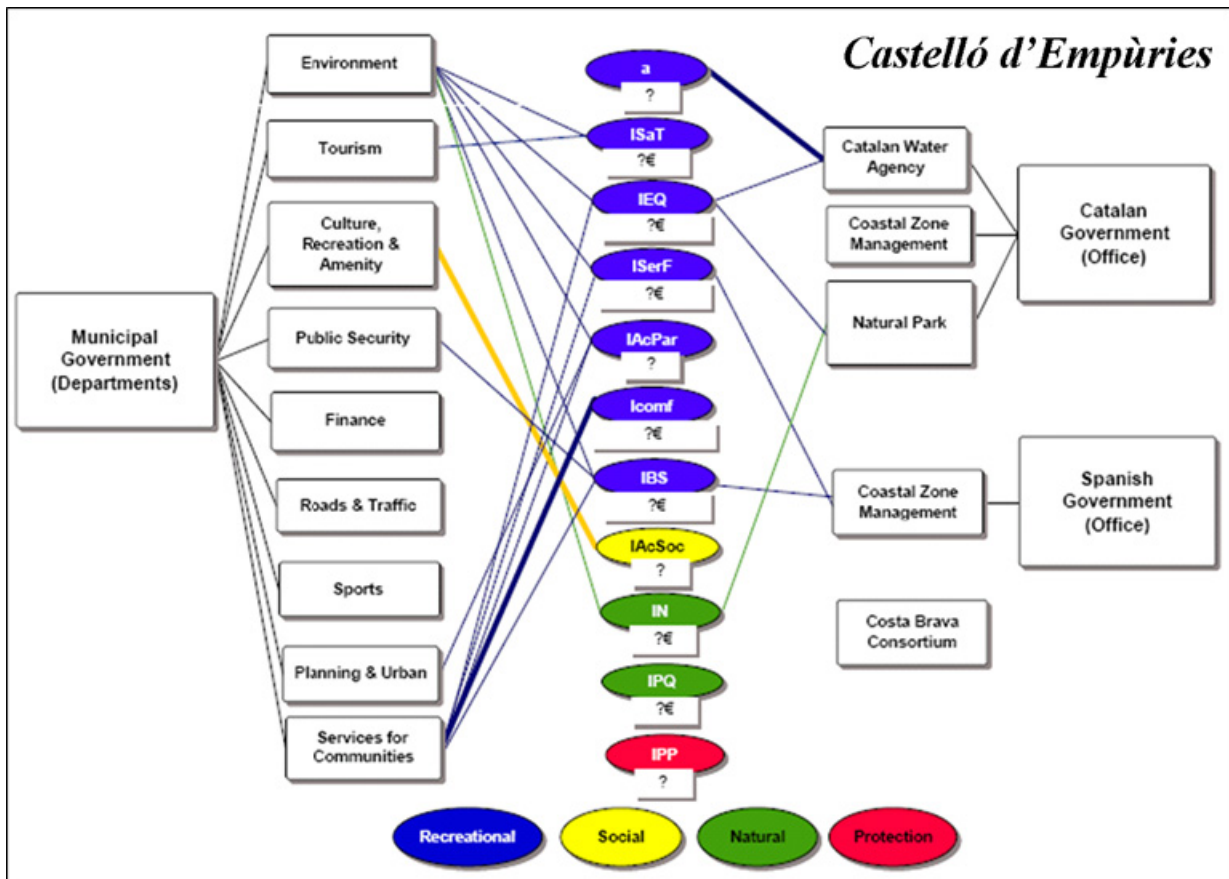 Castelló d'Empùries
Municipal
Government
(Departments)
Environment
Tourism
Culture,
Recreation &
Amenity
Public Security
Finance
Roads & Traffic
Sports
Planning & Urban
Services for
Communities
a
?
ISaT
?€
IEQ
?€
ISerF
?€
IAcPar
?
Icomf
?€
IBS
?€
IAcSoc
?
IN
?€
IPQ
?€
IPP
?
Catalan Water
Agency
Coastal Zone
Management
Natural Park
Coastal Zone
Management
Costa Brava
Consortium
Catalan
Government
(Office)
Spanish
Government
(Office)
Recreational
Social
Natural
Protection